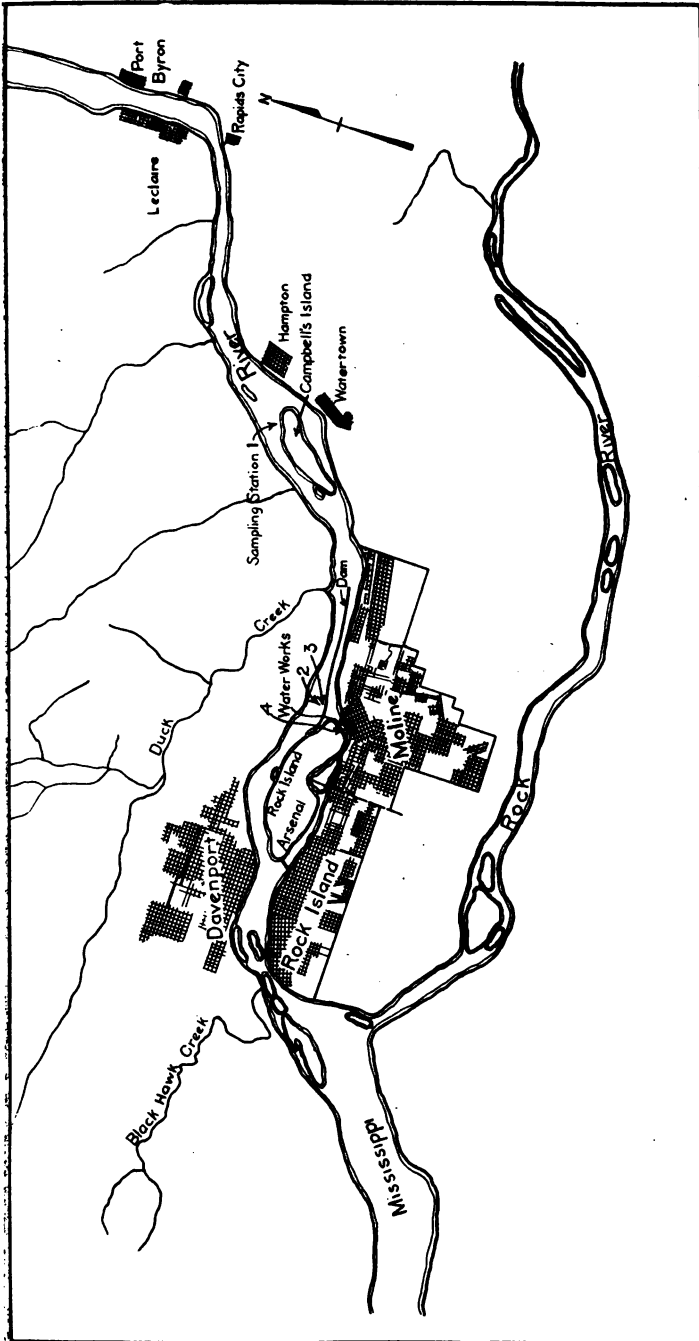 Port
Byron
Rapids City
Leclaire
N
River
Hampton
Campbell's Island
Watertown
Sampling Station 1
Dam
Creek
Duck
Water Works
A
2
3
Moline
Rock Island
Arsenal
Davenport
Rock Island
Rock
River
Black Hawk Creek
Mississippi